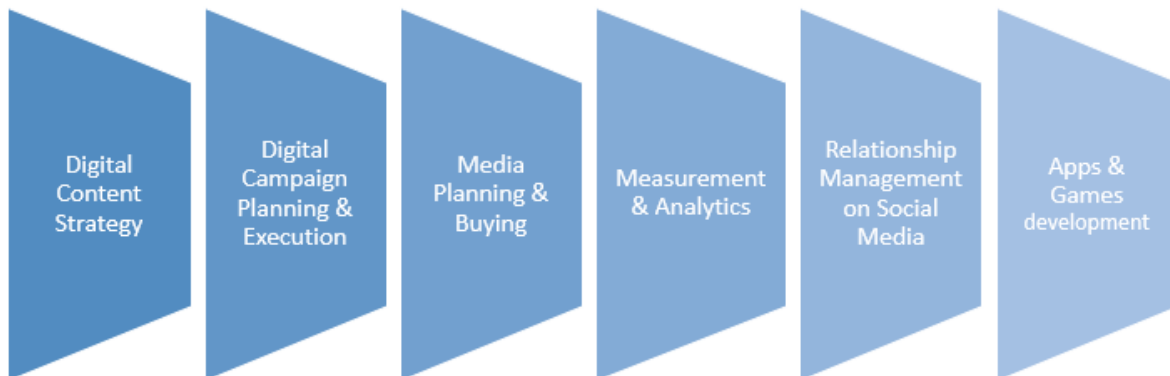 Digital
Content
Strategy
Digital
Campaign
Planning &
Execution
Media
Planning &
Buying
Measurement
& Analytics
Relationship
Management
on Social
Media
Apps &
Games
development